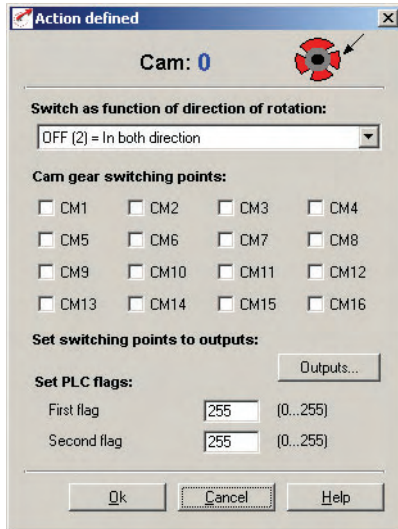 Action defined
Cam: 0
Switch as function of direction of rotation:
OFF (2) = In both direction
Cam gear switching points:
CM1 CM2 CM3 CM4
CM5 CM6 CM7 CM8
CM9 CM10 CM11 CM12
CM13 CM14 CM15 CM16
Set switching points to outputs:
Outputs...
Set PLC flags:
First flag 255 (0...255)
Second flag 255 (0...255)
Ok Cancel Help